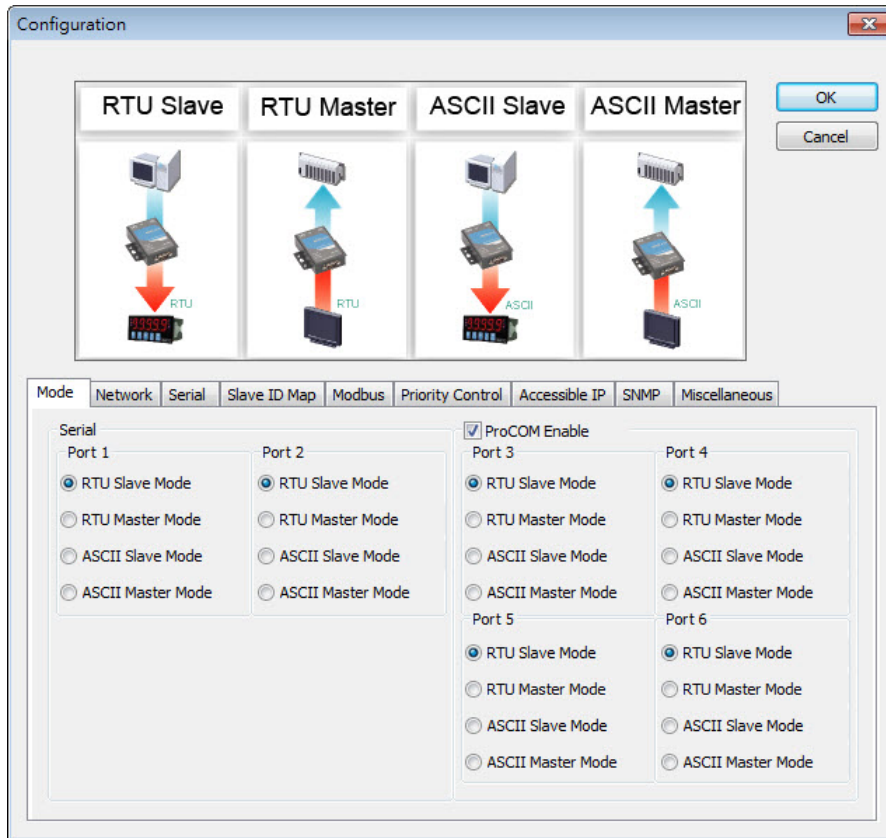 Configuration
RTU Slave RTU Master ASCII Slave ASCII Master
OK
Cancel
RTU RTU ASCII ASCII
Mode Network Serial Slave ID Map Modbus Priority Control Accessible IP SNMP Miscellaneous
Serial
Port 1
RTU Slave Mode
RTU Master Mode
ASCII Slave Mode
ASCII Master Mode
Port 2
RTU Slave Mode
RTU Master Mode
ASCII Slave Mode
ASCII Master Mode
ProCOM Enable
Port 3
RTU Slave Mode
RTU Master Mode
ASCII Slave Mode
ASCII Master Mode
Port 4
RTU Slave Mode
RTU Master Mode
ASCII Slave Mode
ASCII Master Mode
Port 5
RTU Slave Mode
RTU Master Mode
ASCII Slave Mode
ASCII Master Mode
Port 6
RTU Slave Mode
RTU Master Mode
ASCII Slave Mode
ASCII Master Mode